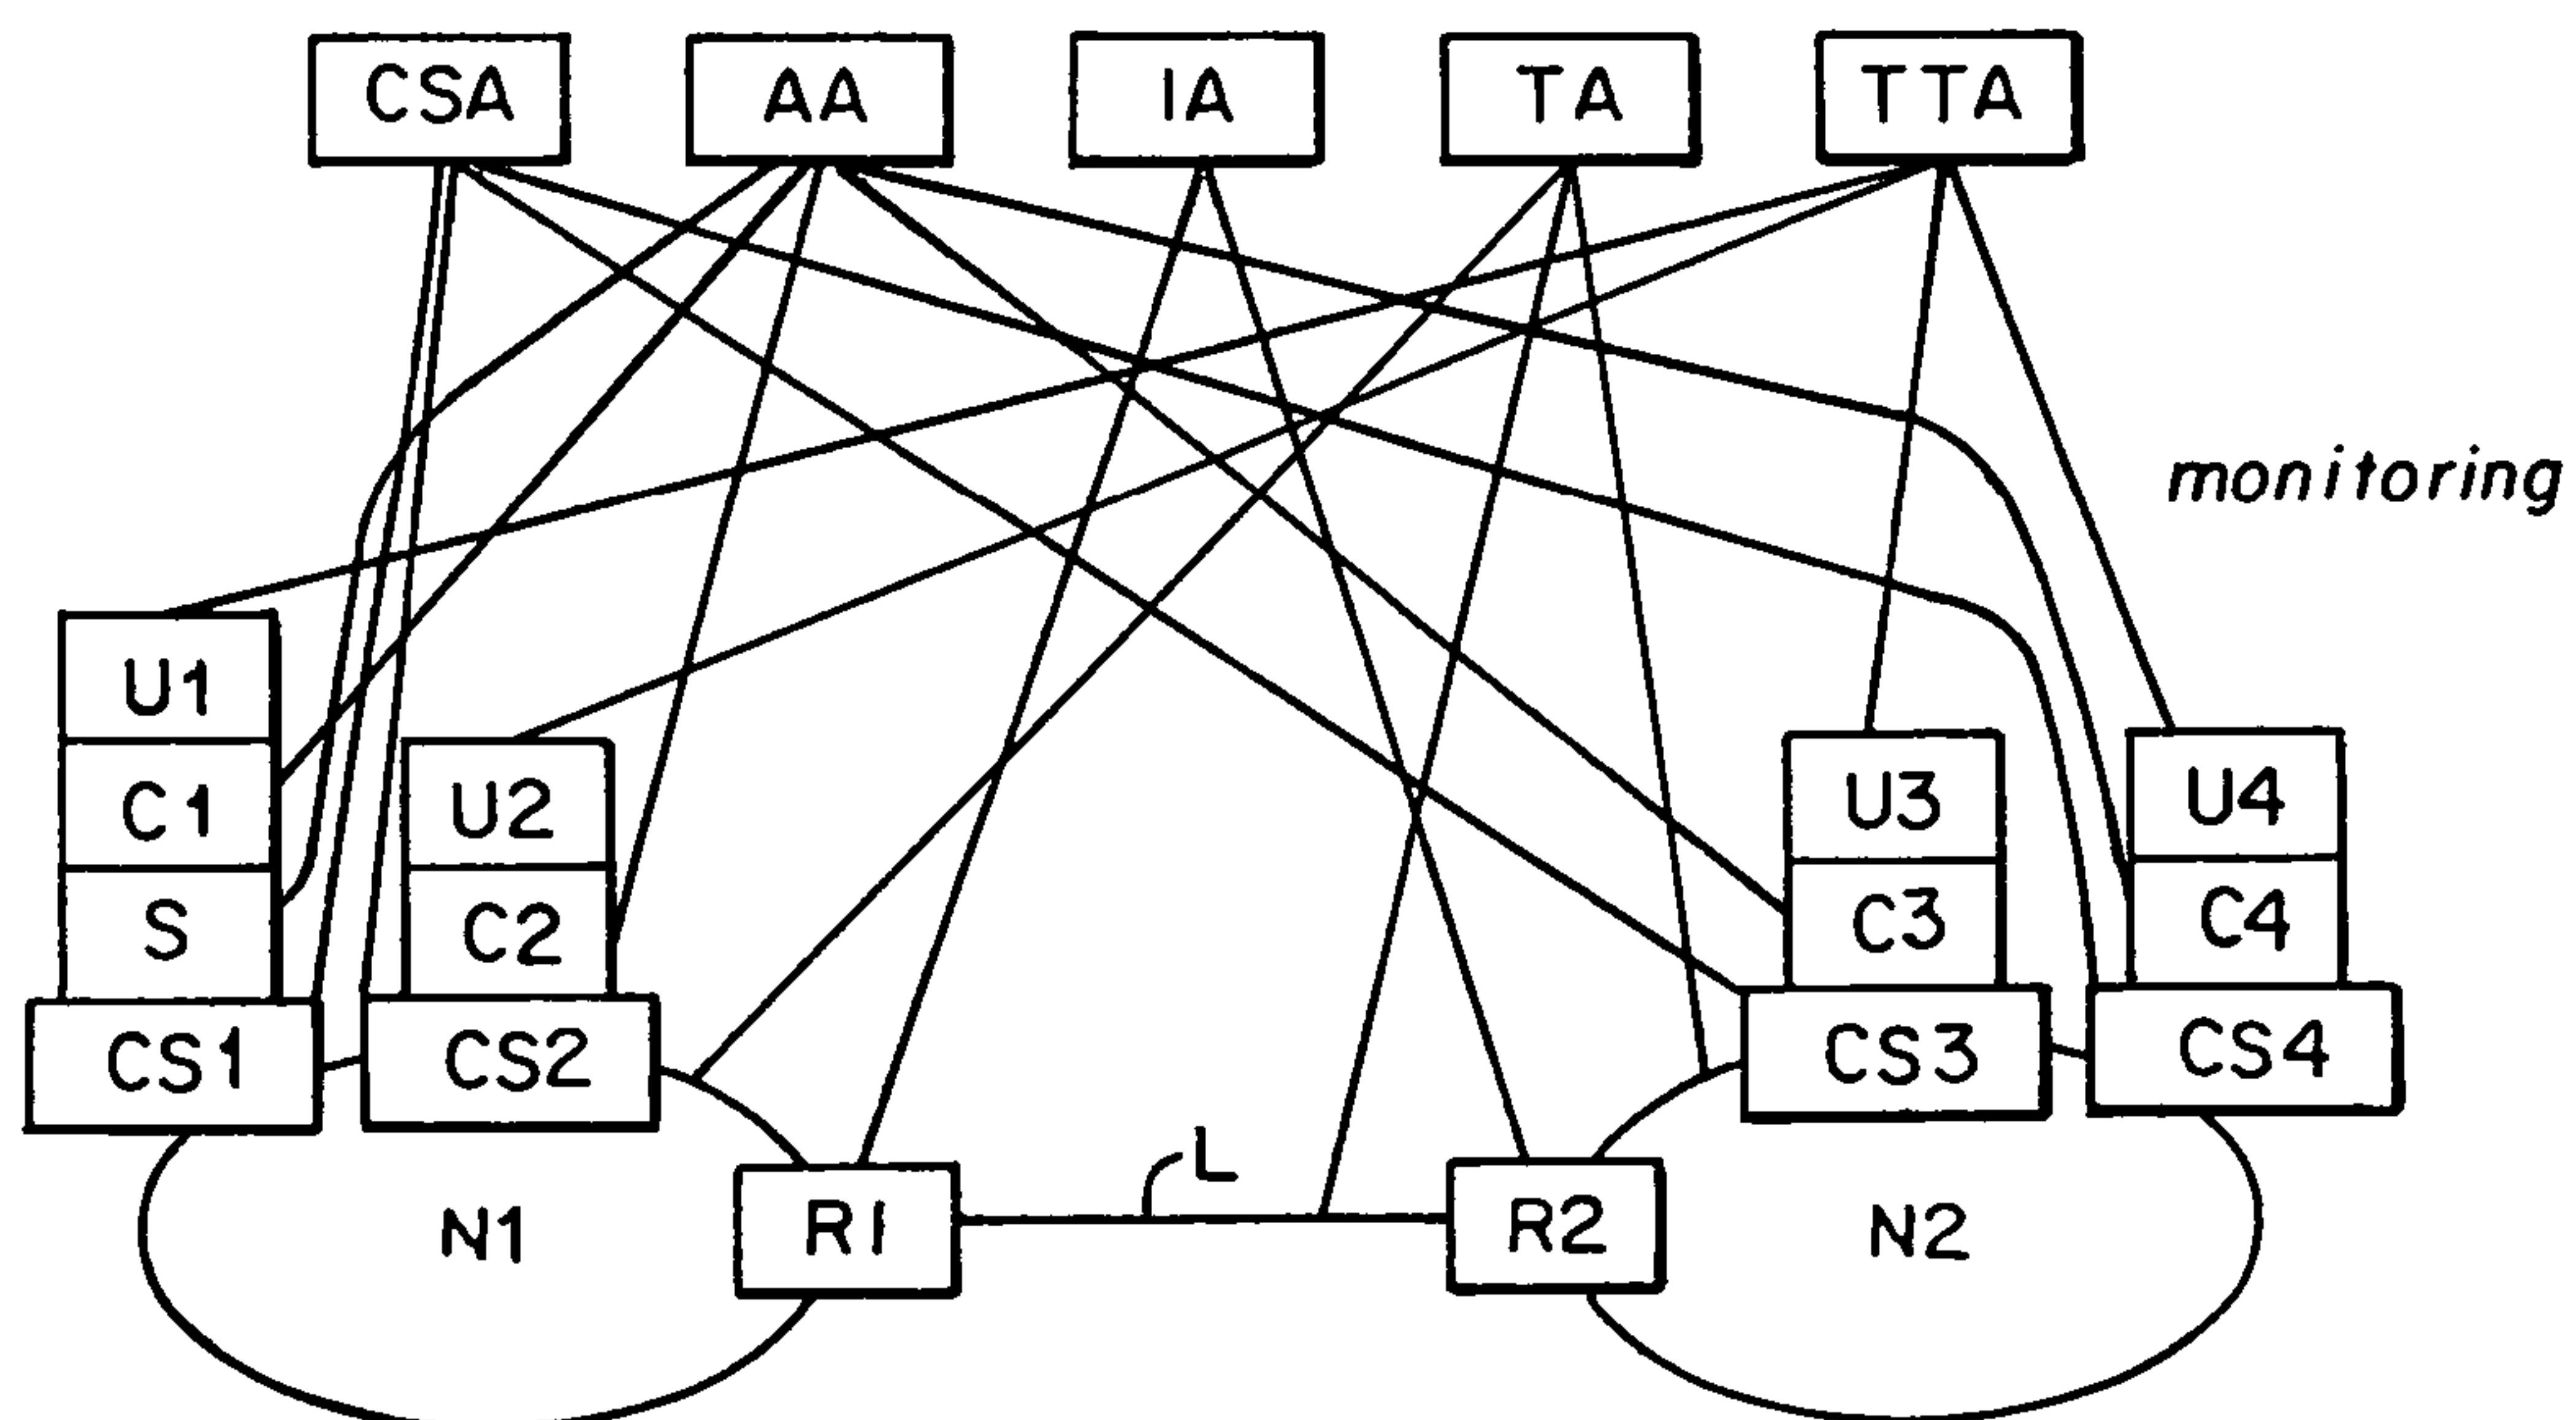 CSA AA IA TA TTA
monitoring
U1
C1 U2 U3 U4
S C2 C3 C4
CS1 CS2 CS3 CS4
L
N1 R1 R2 N2